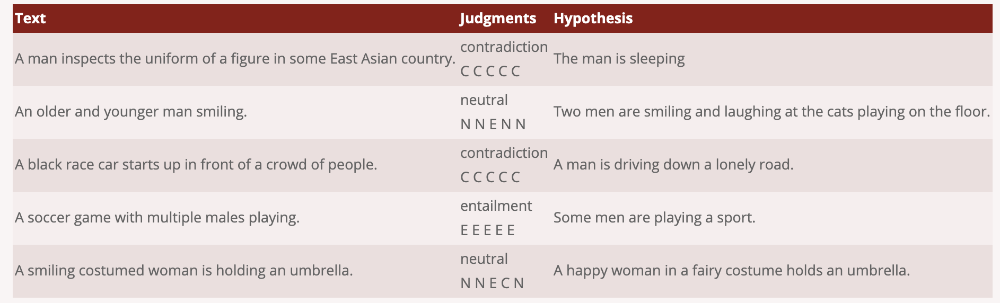 Text Judgments Hypothesis
A man inspects the uniform of a figure in some East Asian country.
contradiction
C C C C C
The man is sleeping
An older and younger man smiling.
neutral
N N E N N
Two men are smiling and laughing at the cats playing on the floor.
A black race car starts up in front of a crowd of people.
contradiction
C C C C C
A man is driving down a lonely road.
A soccer game with multiple males playing.
entailment
E E E E E
Some men are playing a sport.
A smiling costumed woman is holding an umbrella.
neutral
N N E C N
A happy woman in a fairy costume holds an umbrella.